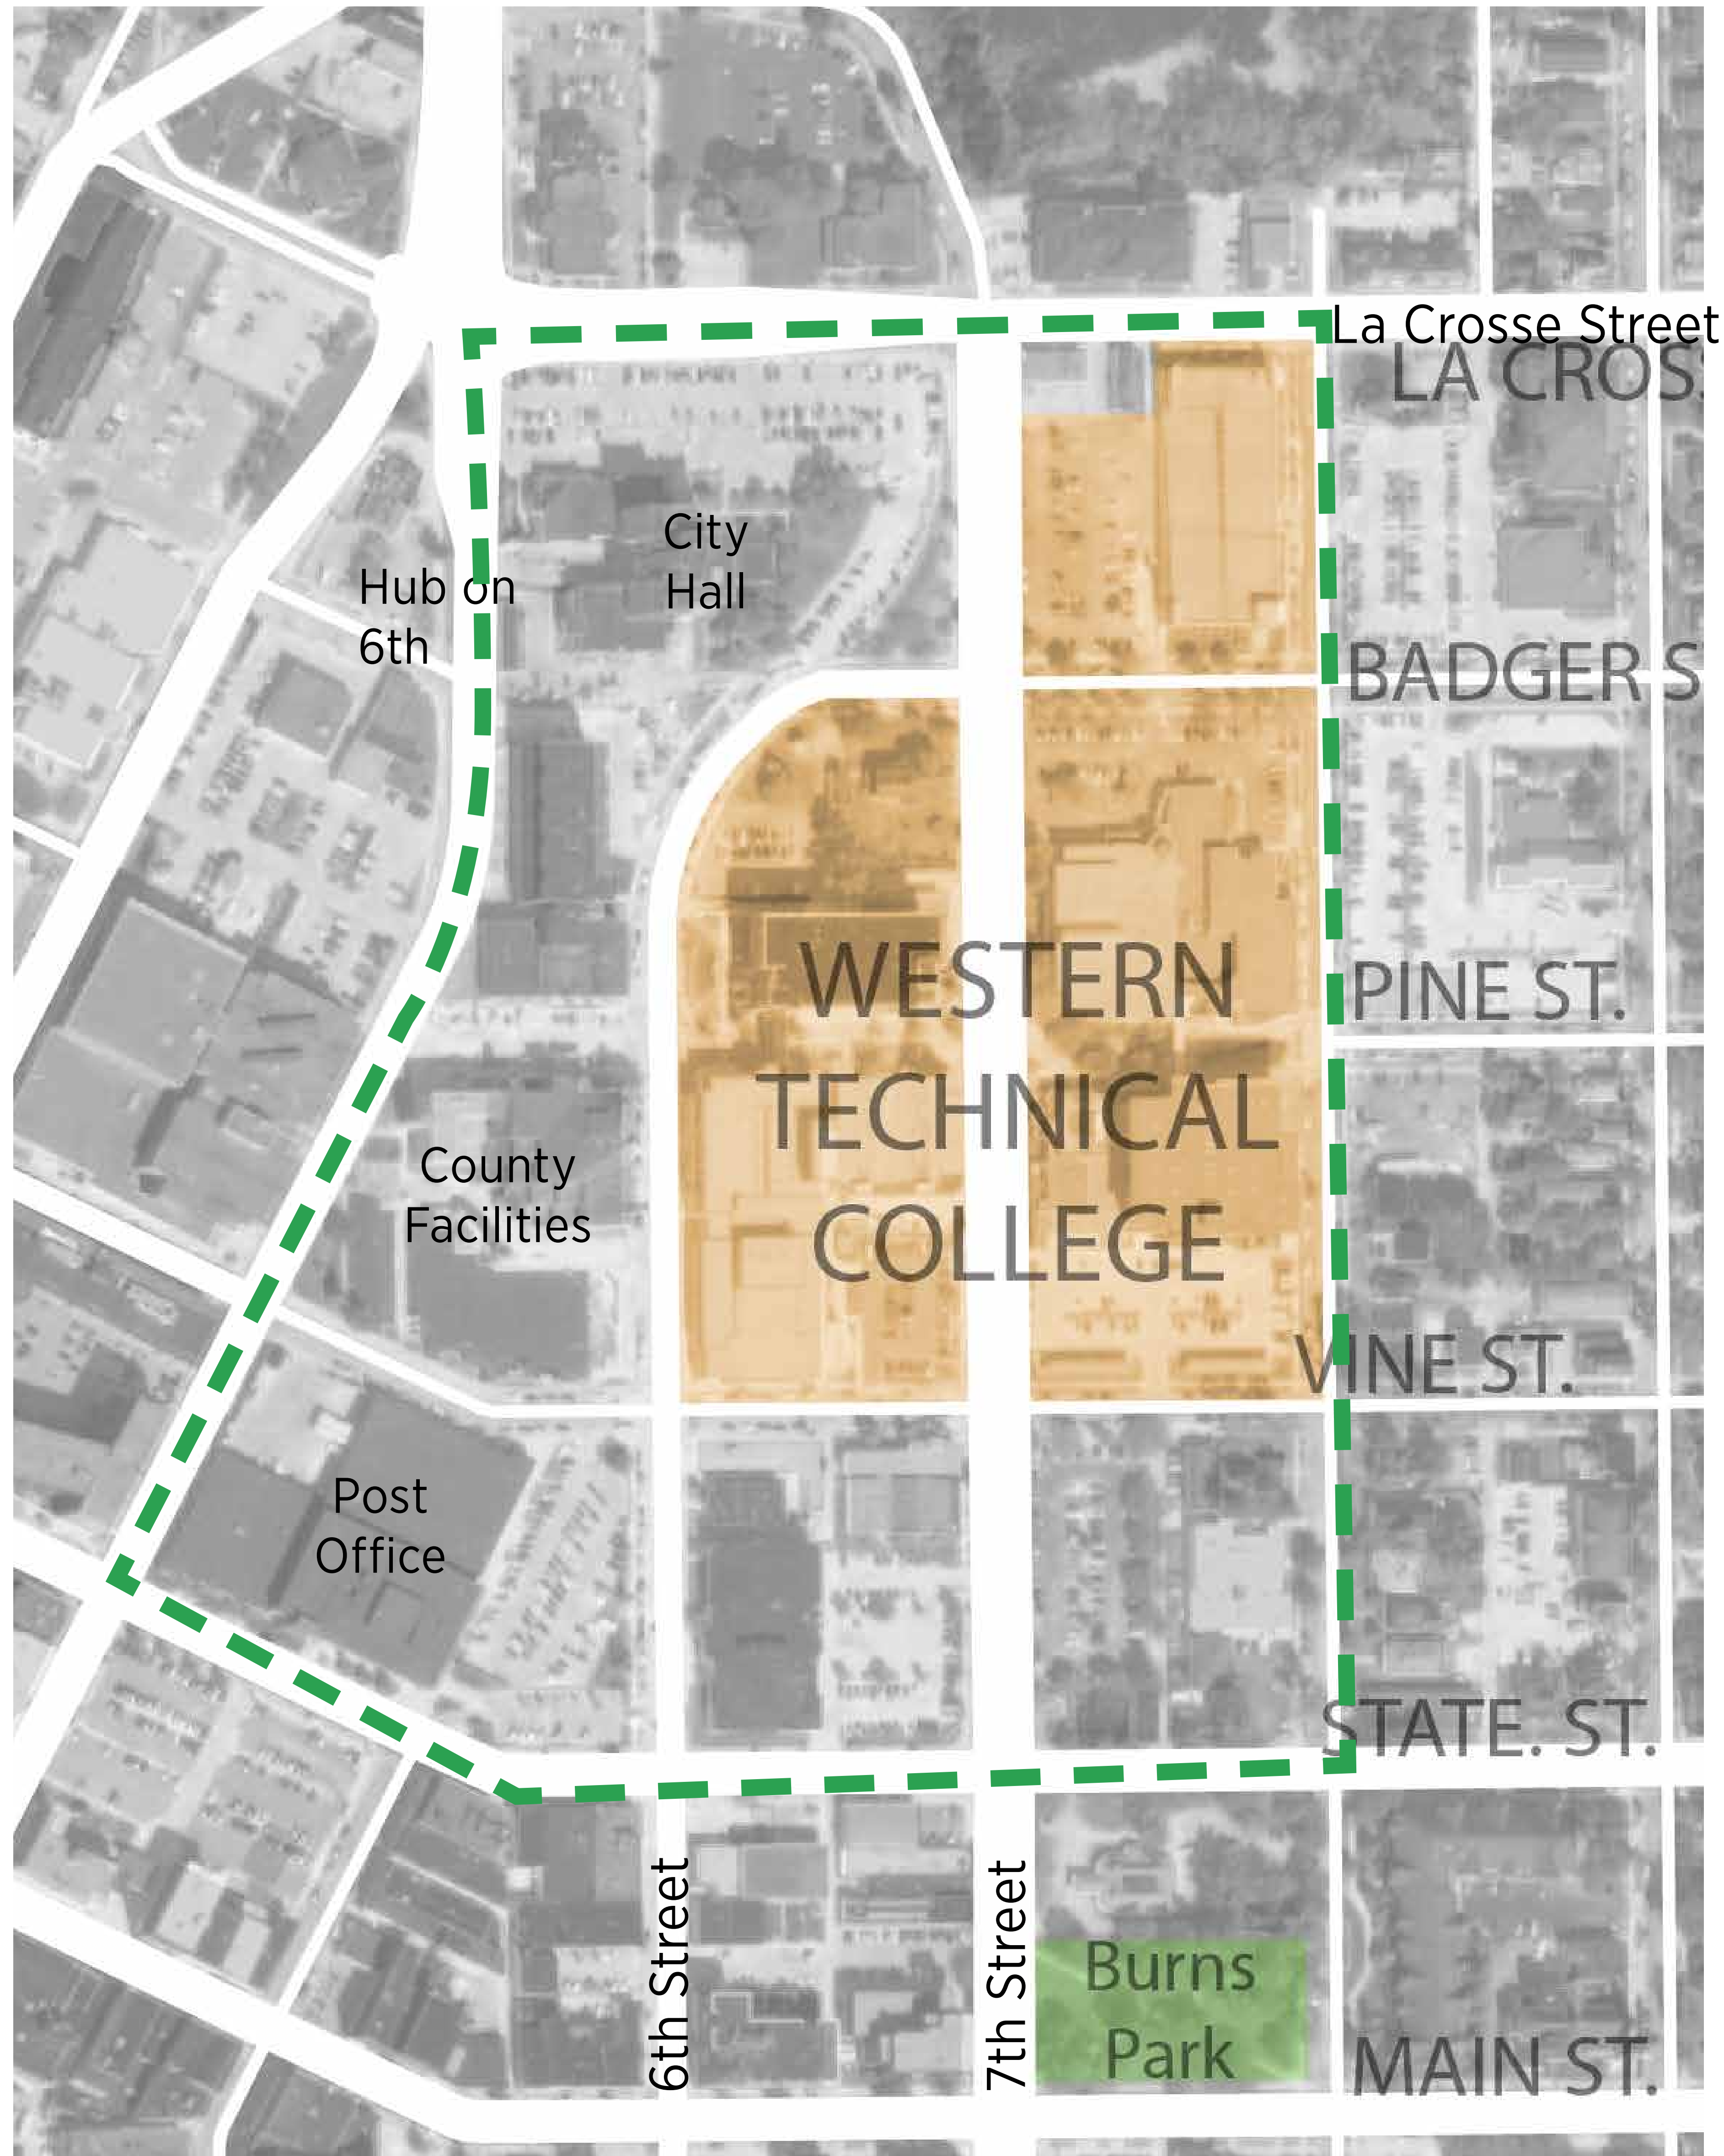 La Crosse Street
LA CROS
City
Hall
Hub on
6th
BADGER S
WESTERN
PINE ST.
TECHNICAL
County
Facilities
COLLEGE
VINE ST.
Post
Office
STATE. ST.
6th Street
7th Street
Burns
Park
MAIN ST.